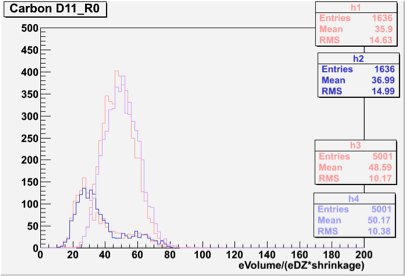 Carbon D11_R0
h1
Entries 1636
Mean 35.9
RMS 14.63
h2
Entries 1636
Mean 36.99
RMS 14.99
h3
Entries 5001
Mean 48.59
RMS 10.17
h4
Entries 5001
Mean 50.17
RMS 10.38
500
450
400
350
300
250
200
150
100
50
0
0 20 40 60 80 100 120 140 160 180 200
eVolume/(eDZ*shrinkage)